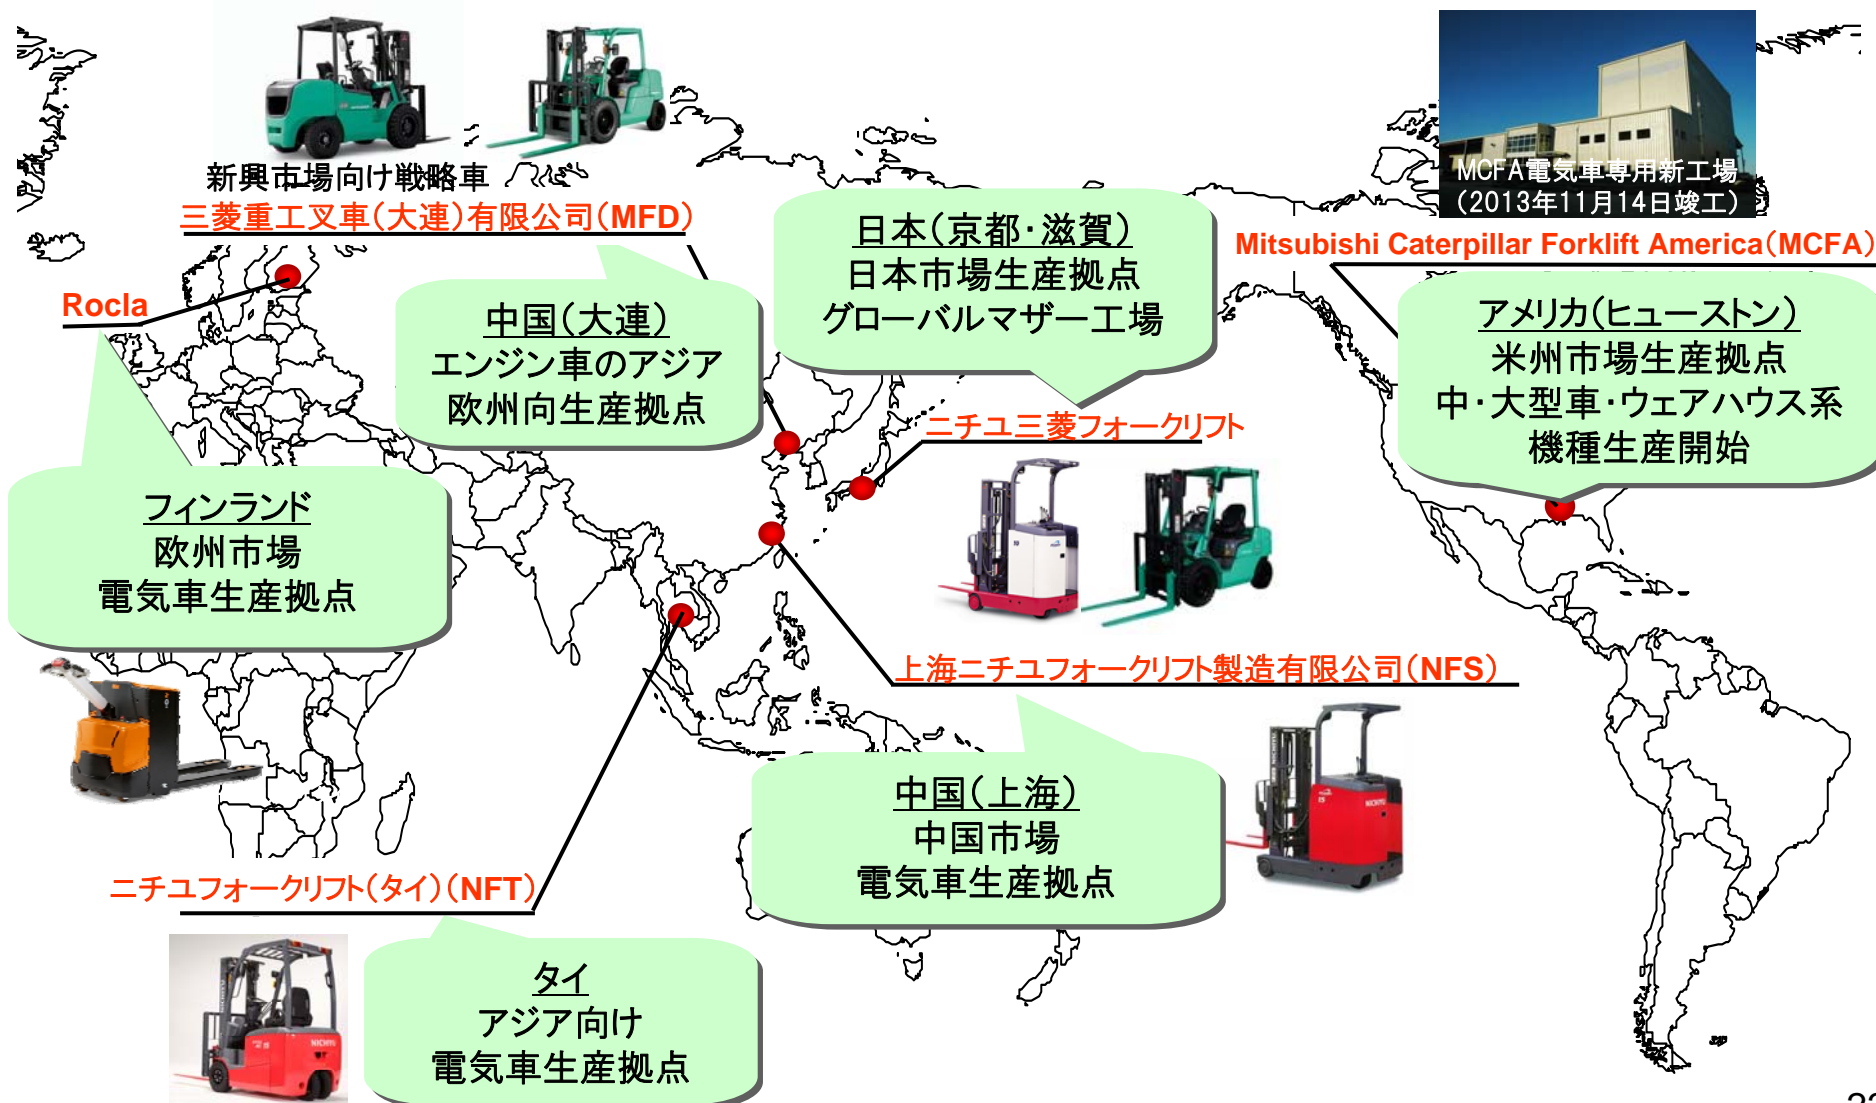 新興市場向け戦略車
三菱重工叉車(大連)有限公司(MFD)
MCFA電気車専用新工場
(2013年11月14日竣工)
Mitsubishi Caterpillar Forklift America(MCFA)
日本(京都・滋賀)
日本市場生産拠点
グローバルマザー工場
Rocla
中国(大連)
エンジン車のアジア
欧州向生産拠点
アメリカ(ヒューストン)
米州市場生産拠点
中・大型車・ウェアハウス系
機種生産開始
ニチユ三菱フォークリフト
フィンランド
欧州市場
電気車生産拠点
上海ニチユフォークリフト製造有限公司(NFS)
中国(上海)
中国市場
電気車生産拠点
NICHIYU
ニチユフォークリフト(タイ)(NFT)
タイ
アジア向け
電気車生産拠点
NICHIYU